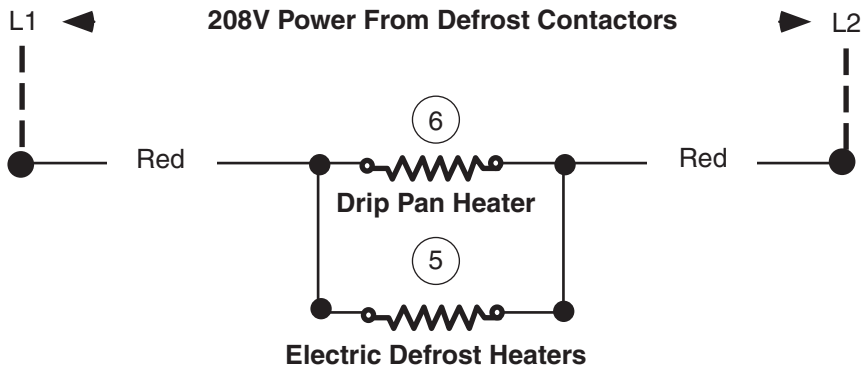 L1 208V Power From Defrost Contactors L2
6
Red Red
Drip Pan Heater
5
Electric Defrost Heaters